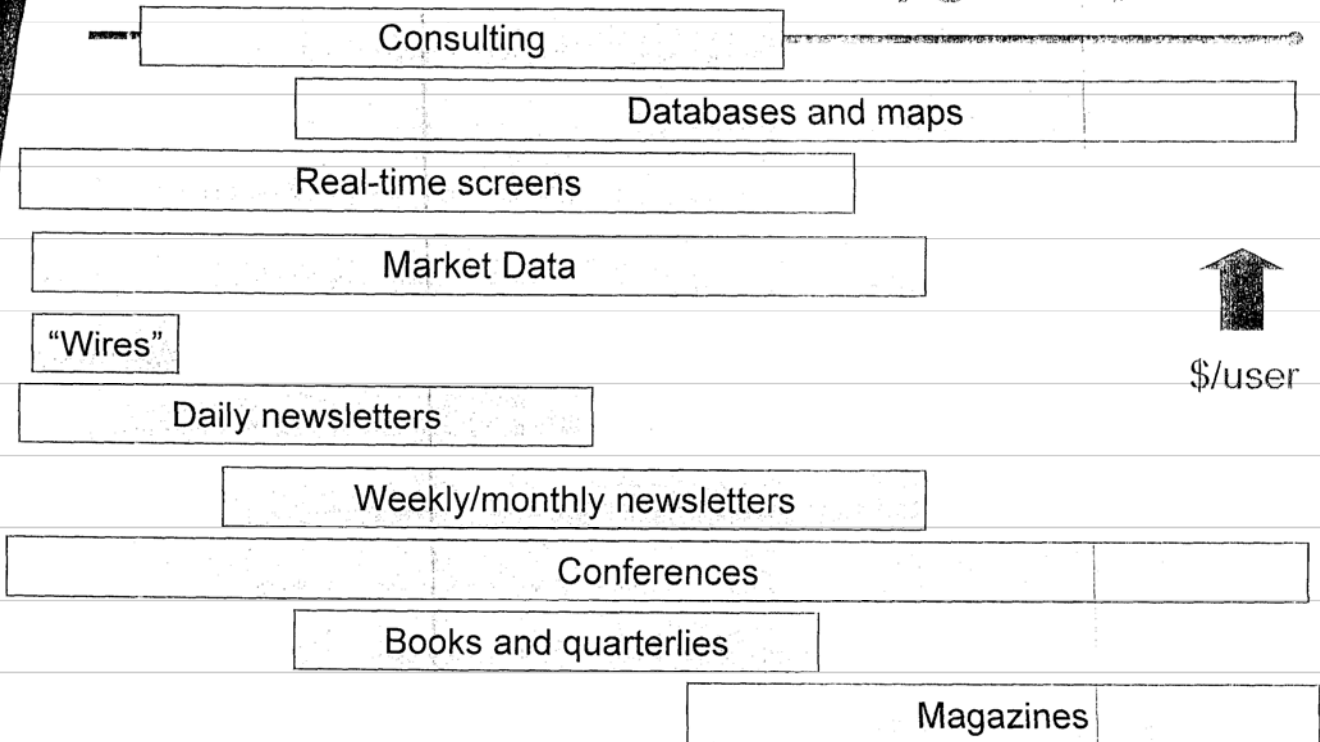 Consulting
Databases and maps
Real-time screens
Market Data
“Wires”
$/user
Daily newsletters
Weekly/monthly newsletters
Conferences
Books and quarterlies
Magazines